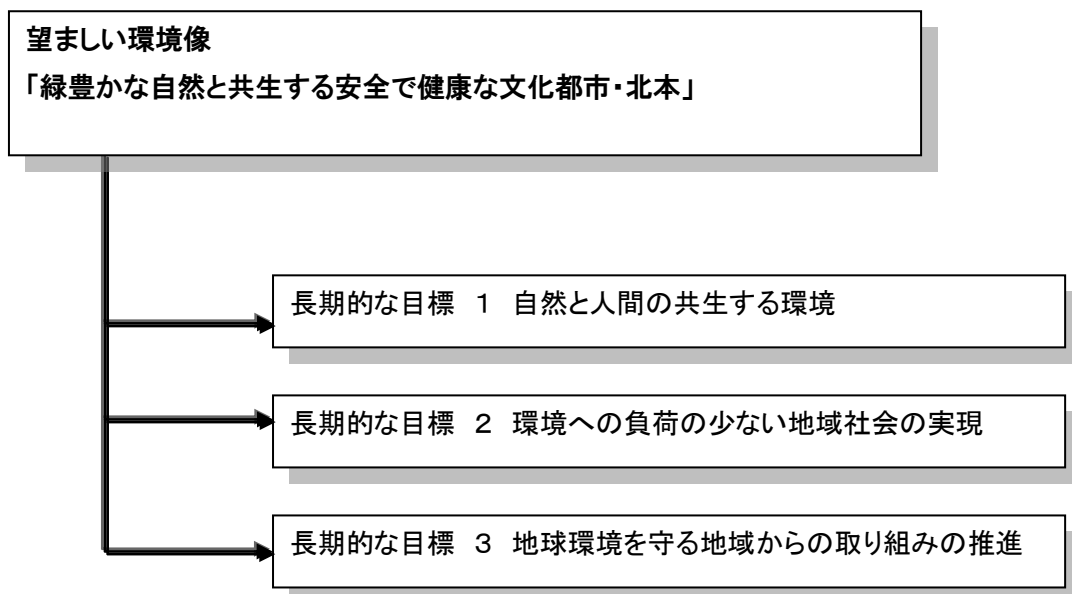 望ましい環境像
「緑豊かな自然と共生する安全で健康な文化都市・北本」
長期的な目標　１　自然と人間の共生する環境
長期的な目標　２　環境への負荷の少ない地域社会の実現
長期的な目標　３　地球環境を守る地域からの取り組みの推進